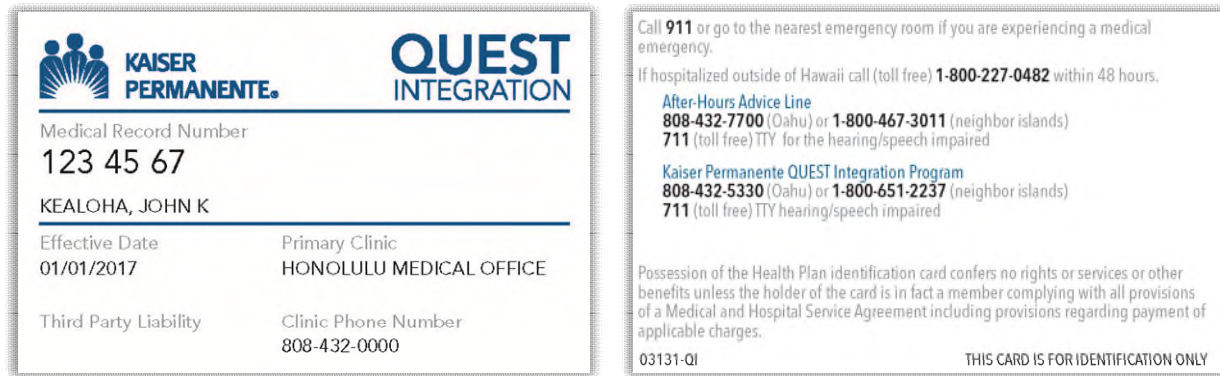 KAISER
PERMANENTE®
QUEST
INTEGRATION
Medical Record Number
123 45 67
KEALOHA, JOHN K
Effective Date Primary Clinic
01/01/2017 HONOLULU MEDICAL OFFICE
Third Party Liability Clinic Phone Number
808-432-0000
Call 911 or go to the nearest emergency room if you are experiencing a medical
emergency.
If hospitalized outside of Hawaii call (toll free) 1-800-227-0482 within 48 hours.
After-Hours Advice Line
808-432-7700 (Oahu) or 1-800-467-3011 (neighbor islands)
711 (toll free) TTY for the hearing/speech impaired
Kaiser Permanente QUEST Integration Program
808-432-5330 (Oahu) or 1-800-651-2237 (neighbor islands)
711 (toll free) TTY hearing/speech impaired
Possession of the Health Plan identification card confers no rights or services or other
benefits unless the holder of the card is in fact a member complying with all provisions
of a Medical and Hospital Service Agreement including provisions regarding payment of
applicable charges.
03131-QI THIS CARD IS FOR IDENTIFICATION ONLY